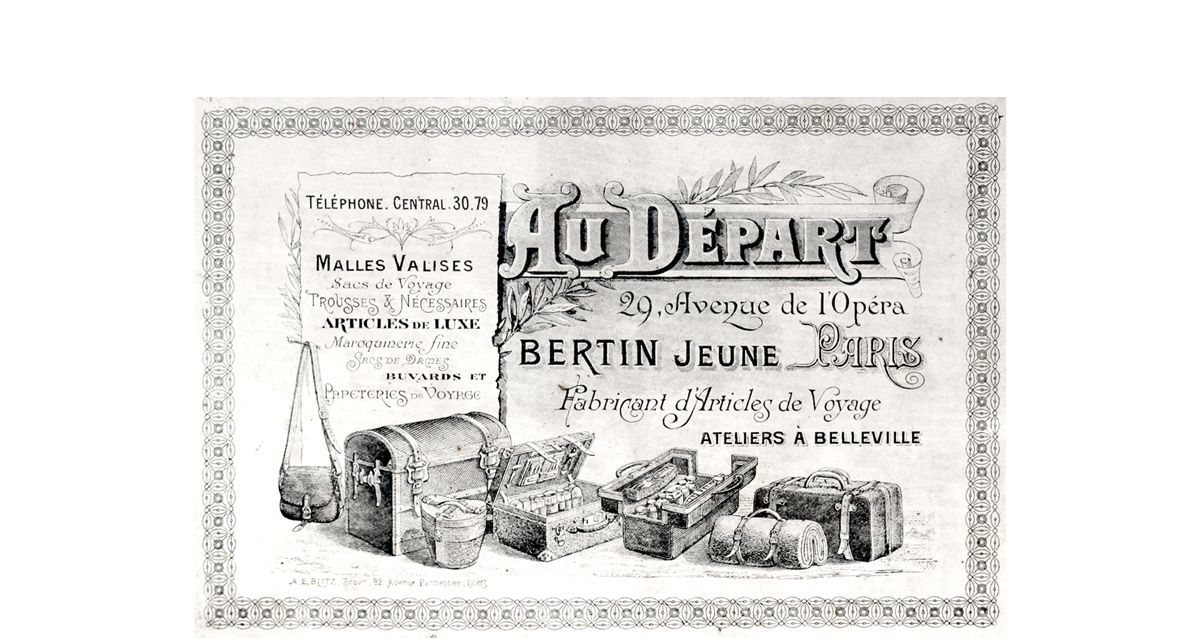 TÉLÉPHONE. CENTRAL. 30.79
MALLES VALISES
Sacs de Voyage
TROUSSES & NÉCESSAIRES
ARTICLES DE LUXE
Maroquinerie fine
SACS DE DAMES
BUVARDS ET
PAPETERIES DE VOYAGE
AU DÉPART
29, Avenue de l'Opéra
BERTIN JEUNE PARIS
Fabricant d'Articles de Voyage
ATELIERS À BELLEVILLE
A.E. BLITZ, Grav. 92 Avenue Parmentier, PARIS